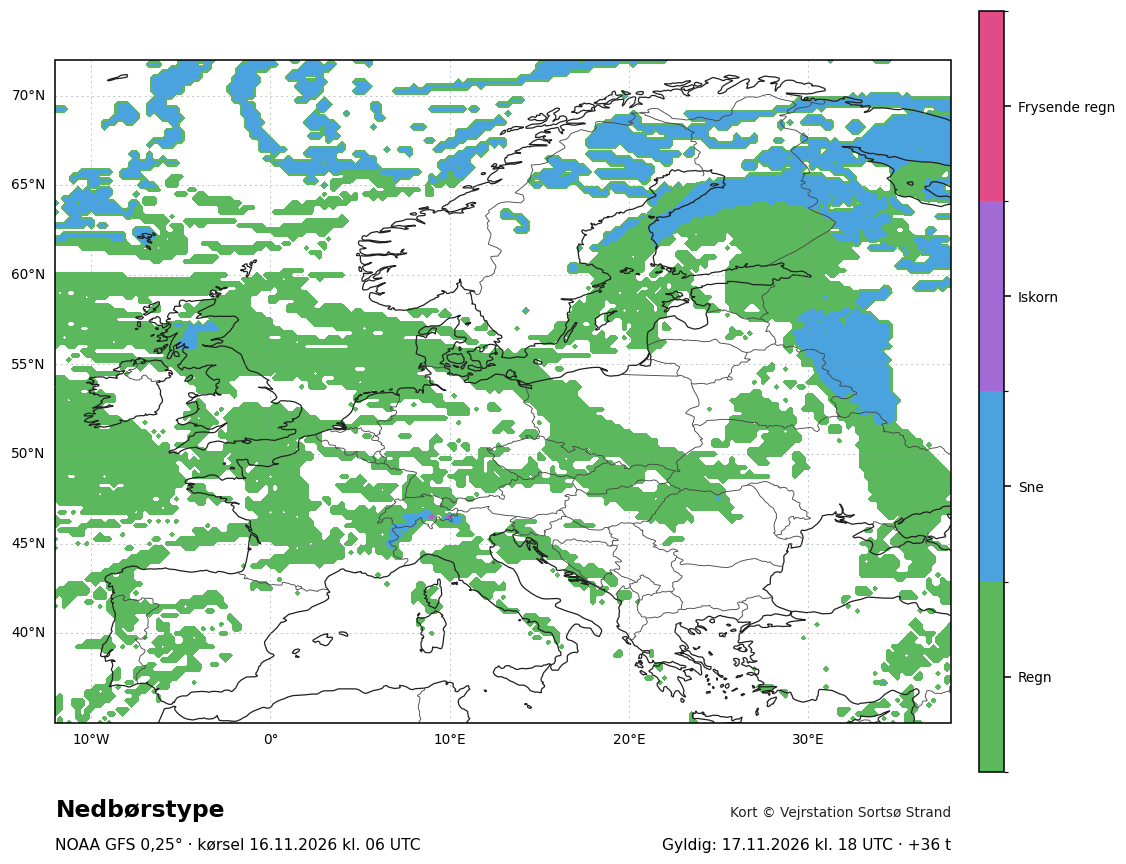 70°N
65°N
60°N
55°N
50°N
45°N
40°N
10°W
0°
10°E
20°E
30°E
Frysende regn
Iskorn
Sne
Regn
Nedbørstype
Kort © Vejrstation Sortsø Strand
NOAA GFS 0,25° · kørsel 16.11.2026 kl. 06 UTC
Gyldig: 17.11.2026 kl. 18 UTC · +36 t